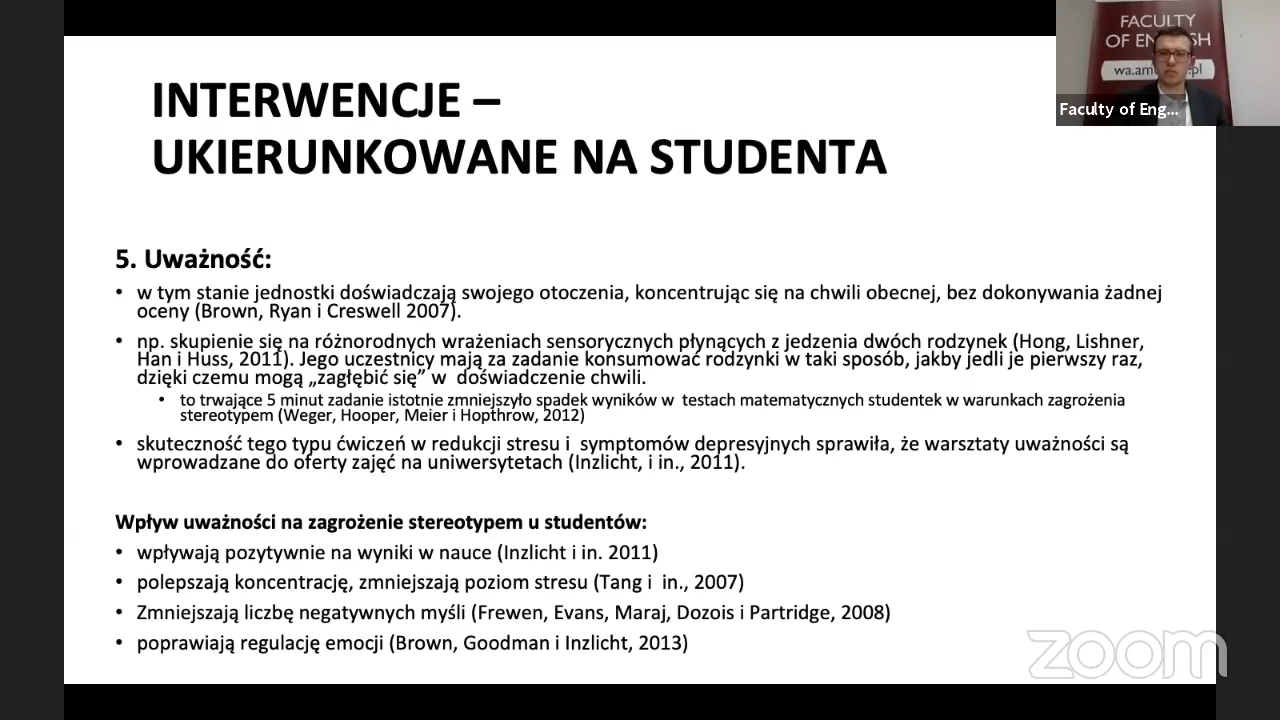 FACULTY
OF ENGLISH
Faculty of Eng...
INTERWENCJE –
UKIERUNKOWANE NA STUDENTA
5. Uważność:
• w tym stanie jednostki doświadczają swojego otoczenia, koncentrując się na chwili obecnej, bez dokonywania żadnej
oceny (Brown, Ryan i Creswell 2007).
• np. skupienie się na różnorodnych wrażeniach sensorycznych płynących z jedzenia dwóch rodzynek (Hong, Lishner,
Han i Huss, 2011). Jego uczestnicy mają za zadanie konsumować rodzynki w taki sposób, jakby jedli je pierwszy raz,
dzięki czemu mogą „zagłębić się” w doświadczenie chwili.
• to trwające 5 minut zadanie istotnie zmniejszyło spadek wyników w testach matematycznych studentek w warunkach zagrożenia
stereotypem (Weger, Hooper, Meier i Hopthrow, 2012)
• skuteczność tego typu ćwiczeń w redukcji stresu i symptomów depresyjnych sprawiła, że warsztaty uważności są
wprowadzane do oferty zajęć na uniwersytetach (Inzlicht, i in., 2011).
Wpływ uważności na zagrożenie stereotypem u studentów:
• wpływają pozytywnie na wyniki w nauce (Inzlicht i in. 2011)
• polepszają koncentrację, zmniejszają poziom stresu (Tang i in., 2007)
• Zmniejszają liczbę negatywnych myśli (Frewen, Evans, Maraj, Dozois i Partridge, 2008)
• poprawiają regulację emocji (Brown, Goodman i Inzlicht, 2013)
zoom